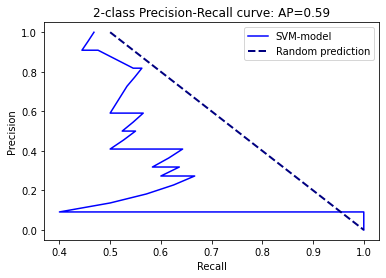 2-class Precision-Recall curve: AP=0.59
SVM-model
Random prediction
Precision
1.0
0.8
0.6
0.4
0.2
0.0
0.4 0.5 0.6 0.7 0.8 0.9 1.0
Recall